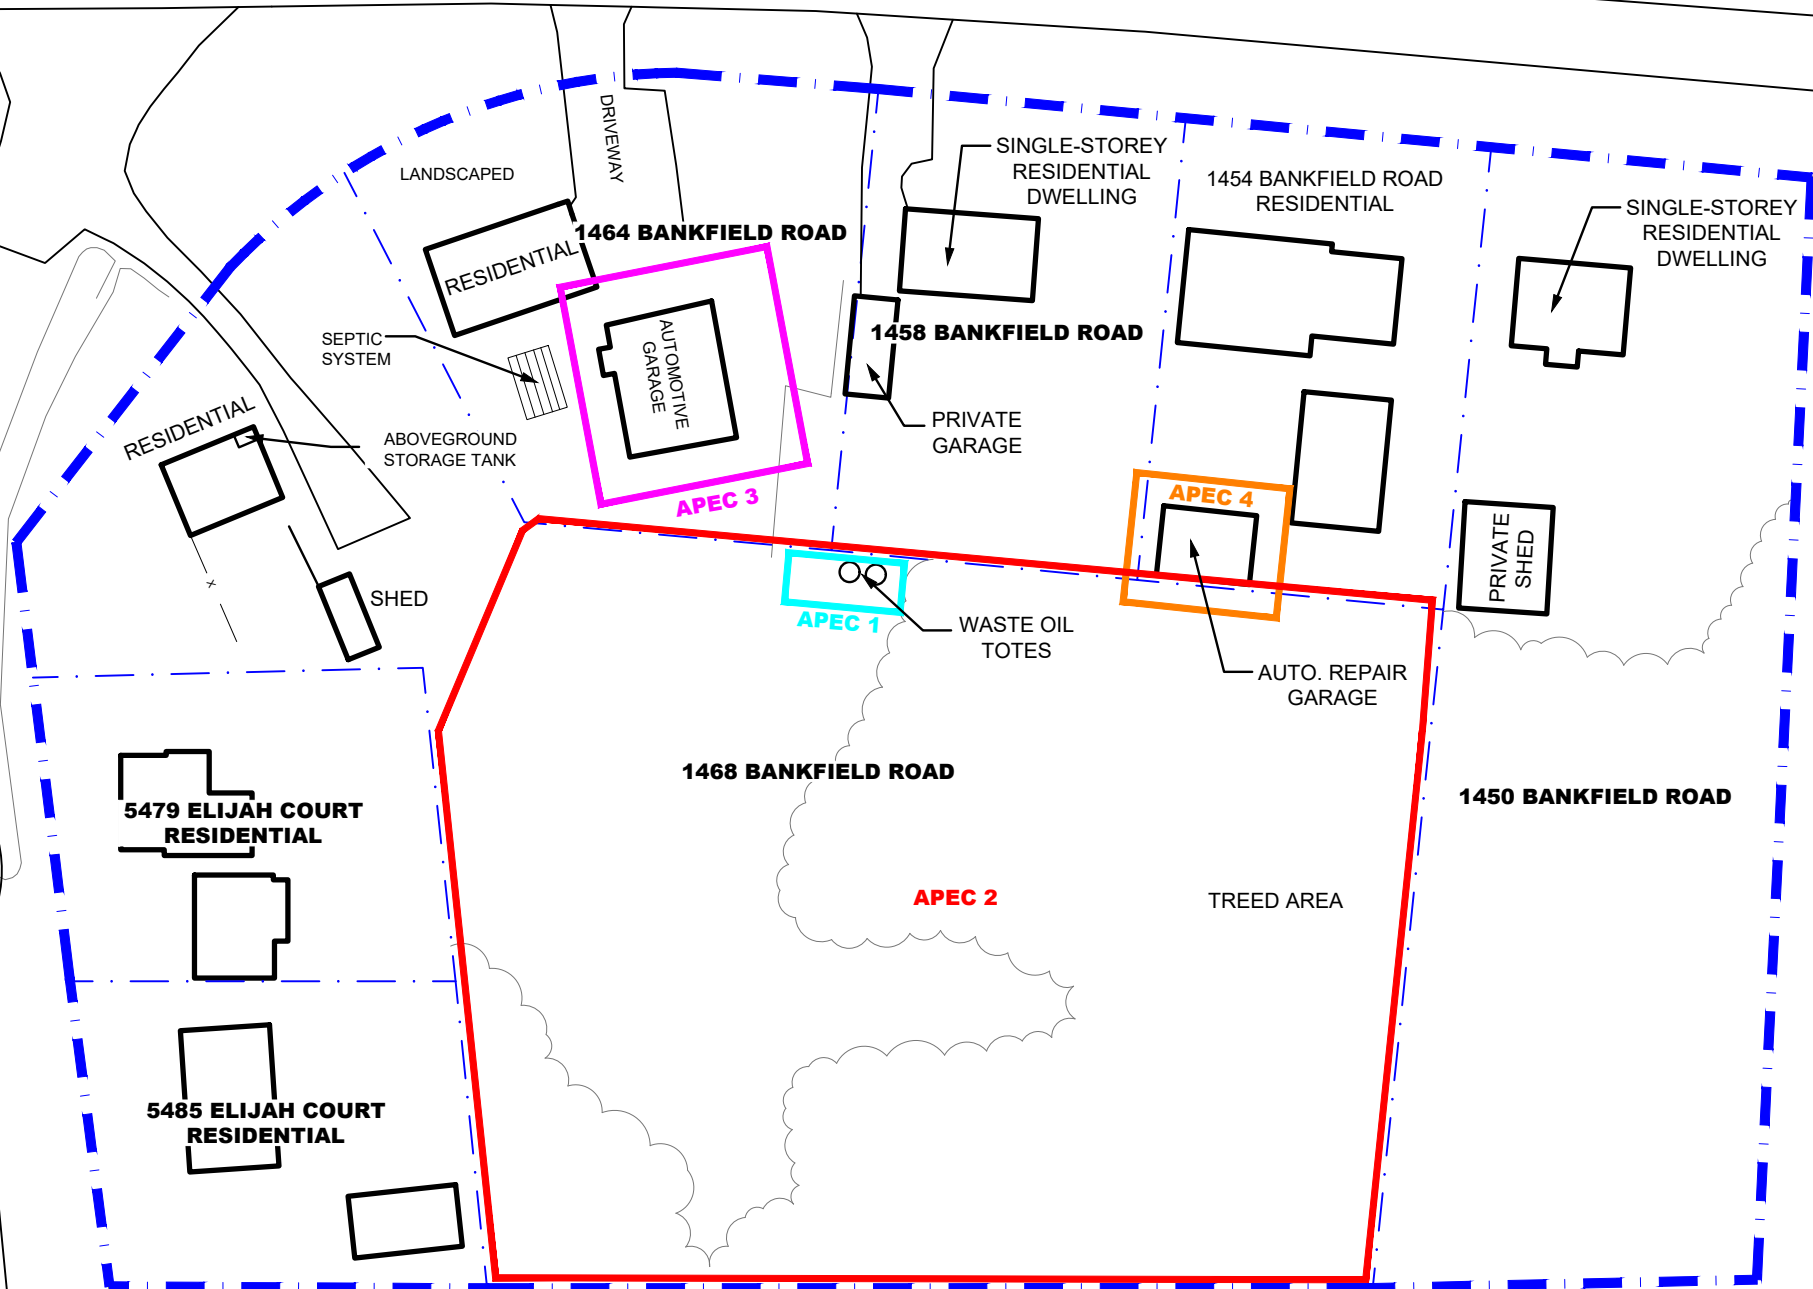 DRIVEWAY
LANDSCAPED
SINGLE-STOREY
RESIDENTIAL
DWELLING
1454 BANKFIELD ROAD
RESIDENTIAL
SINGLE-STOREY
RESIDENTIAL
DWELLING
1464 BANKFIELD ROAD
RESIDENTIAL
1458 BANKFIELD ROAD
SEPTIC
SYSTEM
AUTOMOTIVE
GARAGE
RESIDENTIAL
ABOVEGROUND
STORAGE TANK
PRIVATE
GARAGE
APEC 3
APEC 4
PRIVATE
SHED
SHED
APEC 1
WASTE OIL
TOTES
AUTO. REPAIR
GARAGE
1468 BANKFIELD ROAD
1450 BANKFIELD ROAD
5479 ELIJAH COURT
RESIDENTIAL
APEC 2
TREED AREA
5485 ELIJAH COURT
RESIDENTIAL